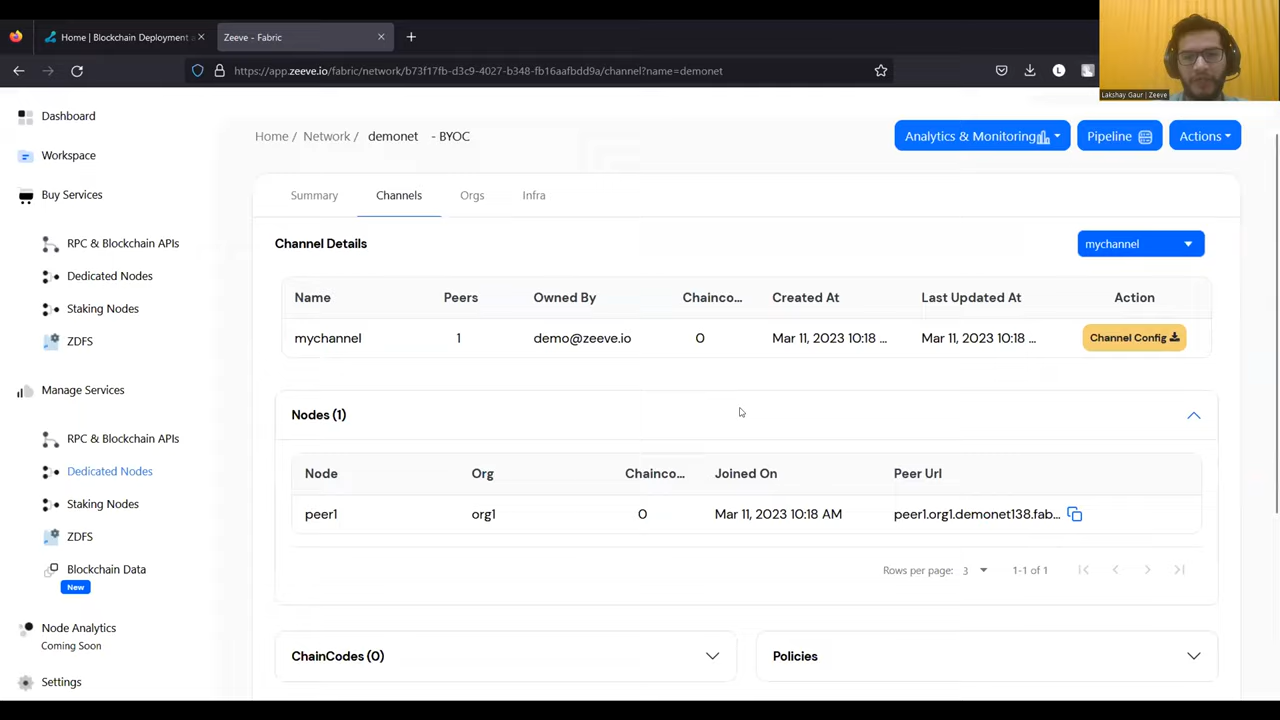 Home | Blockchain Deployment
Zeeve - Fabric
https://app.zeeve.io/fabric/network/b73f17fb-d3c9-4027-b348-fb16aafbdd9a/channel?name=demonet
L
Lakshay Gaur | Zeeve
Dashboard
Workspace
Buy Services
RPC & Blockchain APIs
Dedicated Nodes
Staking Nodes
ZDFS
Manage Services
RPC & Blockchain APIs
Dedicated Nodes
Staking Nodes
ZDFS
Blockchain Data
New
Node Analytics
Coming Soon
Settings
Home / Network / demonet - BYOC
Analytics & Monitoring
Pipeline
Actions
Summary Channels Orgs Infra
Channel Details
mychannel
Name Peers Owned By Chainco... Created At Last Updated At Action
mychannel 1 demo@zeeve.io 0 Mar 11, 2023 10:18 ... Mar 11, 2023 10:18 ... Channel Config
Nodes (1)
Node Org Chainco... Joined On Peer Url
peer1 org1 0 Mar 11, 2023 10:18 AM peer1.org1.demonet138.fab...
Rows per page: 3 1-1 of 1
ChainCodes (0)
Policies